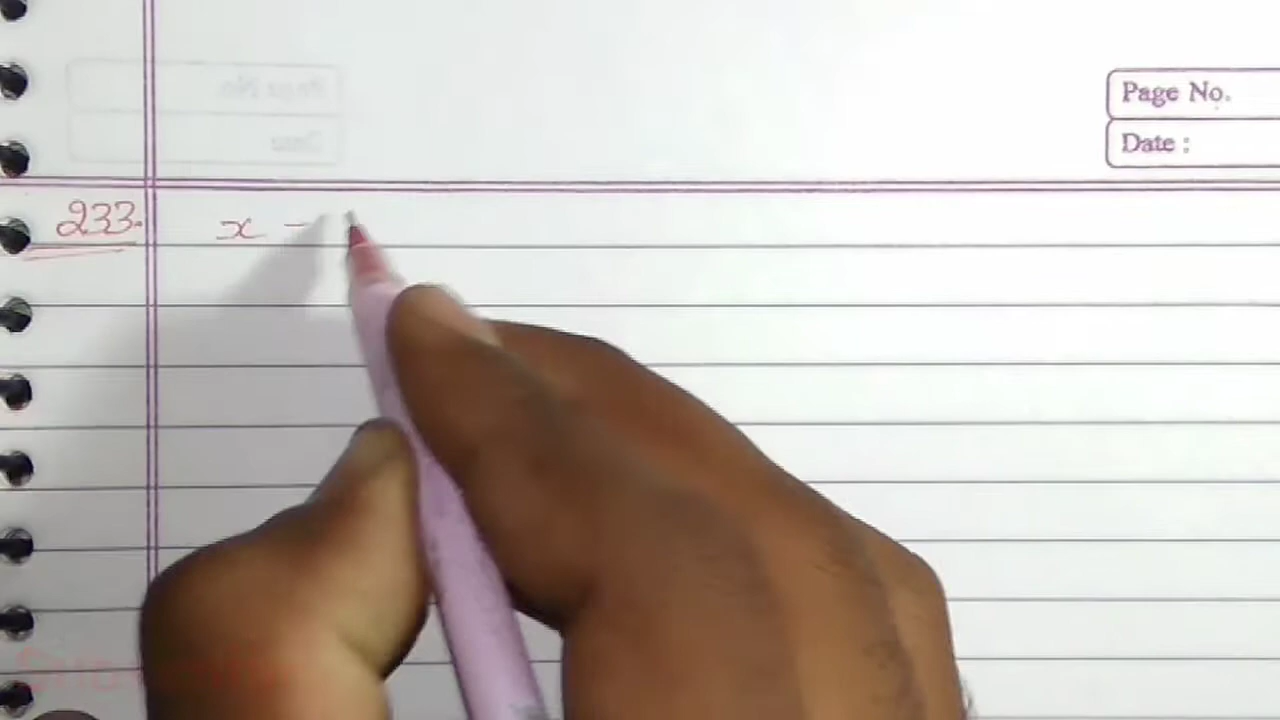 Page No.
Date :
233. x -